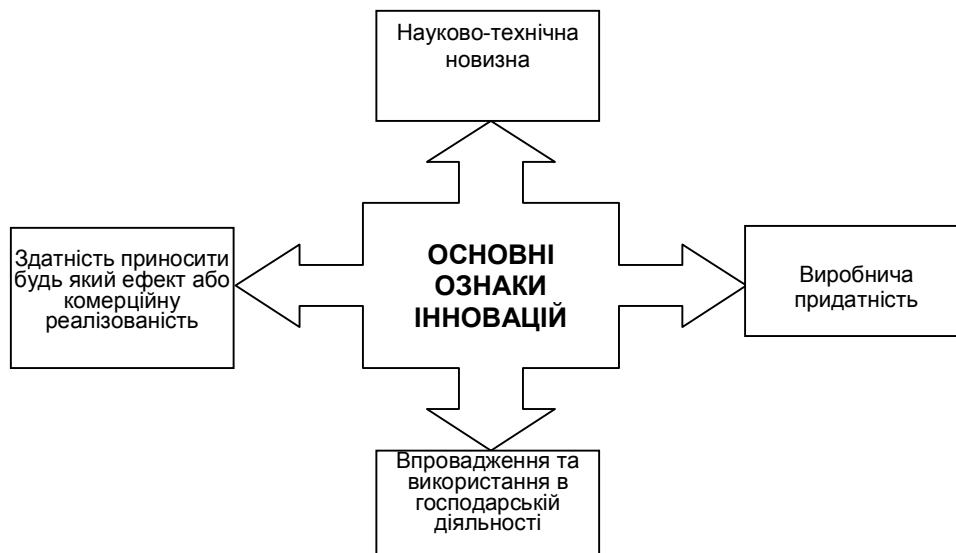 Науково-технічна
новизна
Здатність приносити
будь який ефект або
комерційну
реалізованість
ОСНОВНІ
ОЗНАКИ
ІННОВАЦІЙ
Виробнича
придатність
Впровадження та
використання в
господарській
діяльності